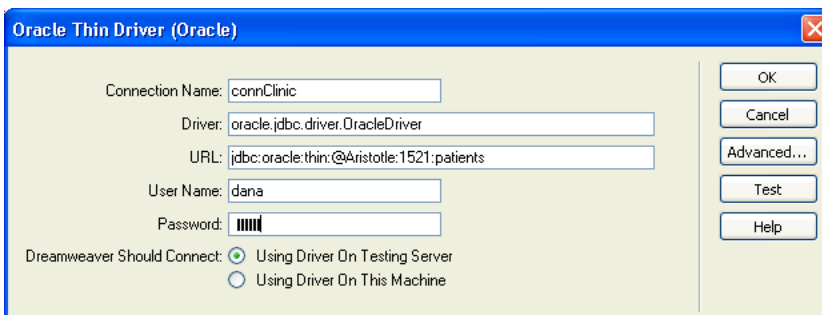 Oracle Thin Driver (Oracle)
Connection Name: connClinic
OK
Driver: oracle.jdbc.driver.OracleDriver
Cancel
URL: jdbc:oracle:thin:@Aristotle:1521:patients
Advanced...
User Name: dana
Test
Password:
Help
Dreamweaver Should Connect: Using Driver On Testing Server
Using Driver On This Machine